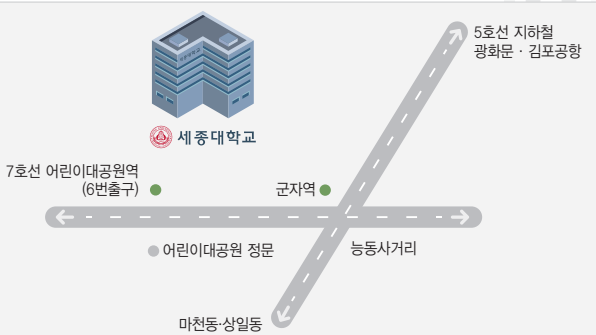 5호선 지하철
광화문 · 김포공항
세종대학교
7호선 어린이대공원역
(6번출구)
군자역
어린이대공원 정문
능동사거리
마천동·상일동